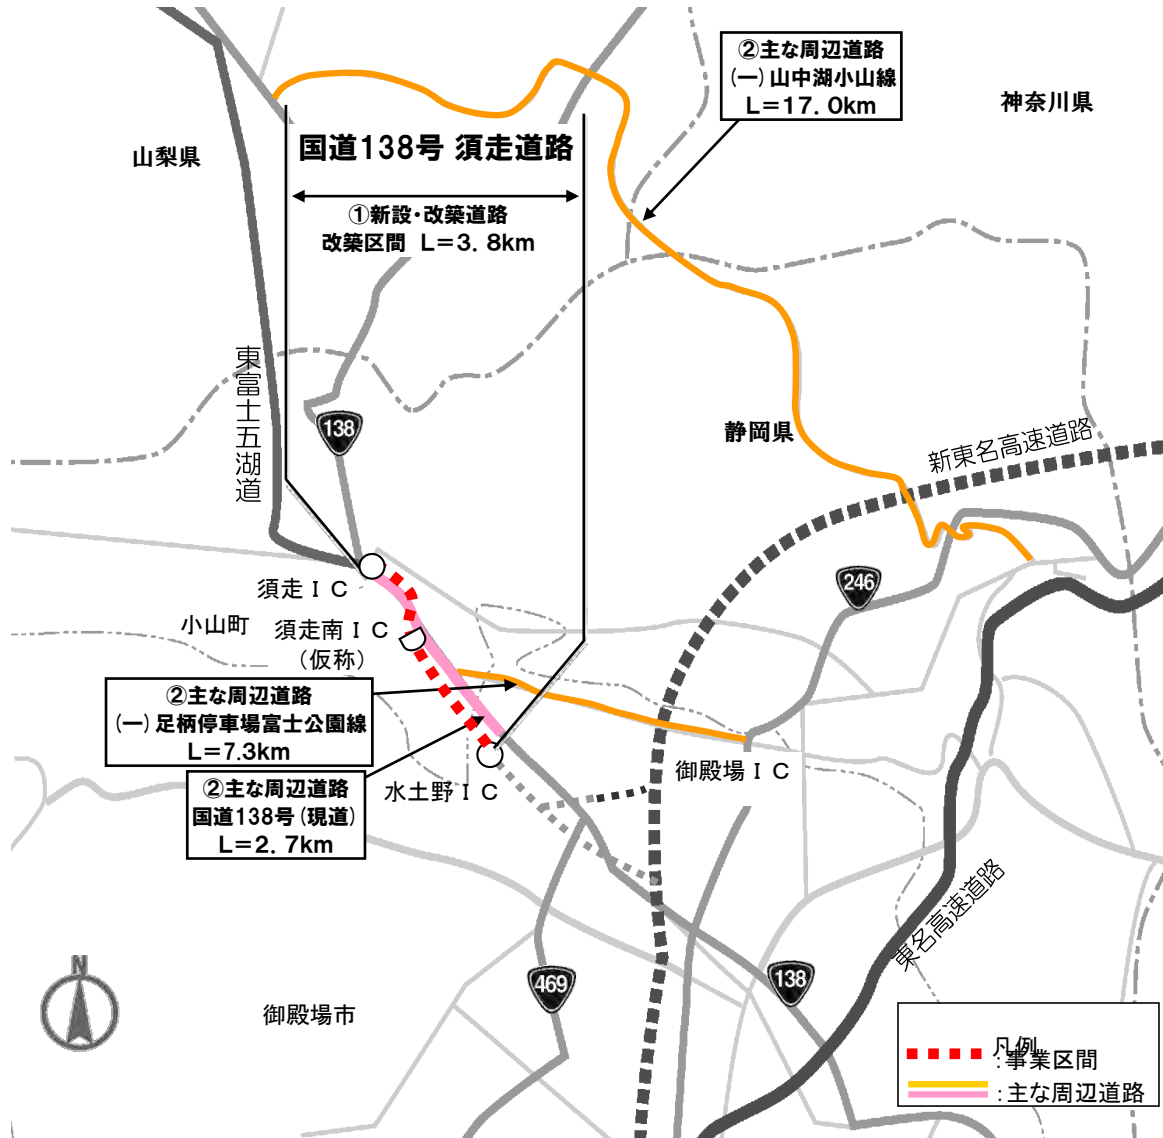 ②主な周辺道路
(一)山中湖小山線
L=17.0km
神奈川県
山梨県
国道138号 須走道路
①新設・改築道路
改築区間 L=3.8km
東富士五湖道
138
静岡県
新東名高速道路
246
須走IC
小山町
須走南IC
(仮称)
②主な周辺道路
(一)足柄停車場富士公園線
L=7.3km
御殿場IC
水土野IC
②主な周辺道路
国道138号(現道)
L=2.7km
東名高速道路
N
469
138
御殿場市
凡例
:事業区間
:主な周辺道路